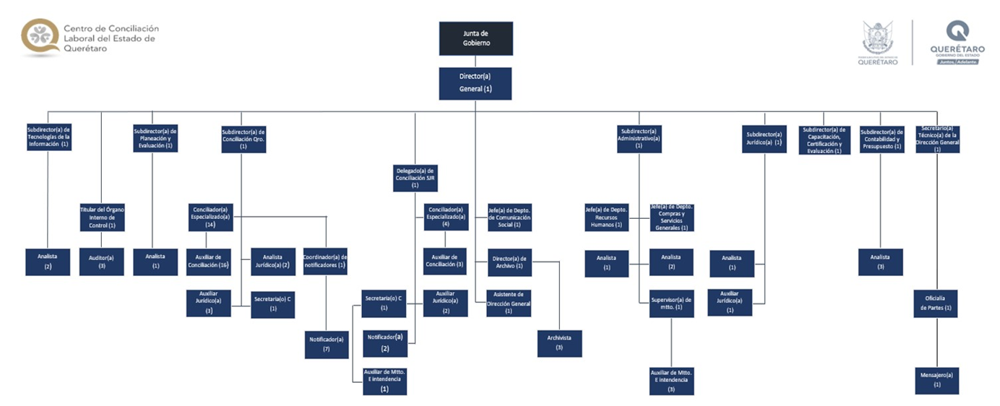 Centro de Conciliación
Laboral del Estado de
Querétaro
Junta de
Gobierno
Director(a)
General (1)
PODER EJECUTIVO DEL ESTADO DE
QUERÉTARO
QUERÉTARO
GOBIERNO DEL ESTADO
Juntos, Adelante
Subdirector(a) de
Tecnologías de la
Información (1)
Subdirector(a) de
Planeación y
Evaluación (1)
Subdirector(a) de
Conciliación Qro.
(1)
Subdirector(a)
Administrativo(a)
(1)
Subdirector(a)
Jurídico(a) (1)
Subdirector(a) de
Capacitación,
Certificación y
Evaluación (1)
Subdirector(a) de
Contabilidad y
Presupuesto (1)
Secretario(a)
Técnico(a) de la
Dirección General
(1)
Delegado(a) de
Conciliación SJR
(1)
Titular del Órgano
Interno de
Control (1)
Conciliador(a)
Especializado(a)
(14)
Conciliador(a)
Especializado(a)
(4)
Jefe(a) de Depto.
de Comunicación
Social (1)
Jefe(a) de Depto.
Recursos
Humanos (1)
Jefe(a) de Depto.
Compras y
Servicios
Generales (1)
Analista
(2)
Auditor(a)
(3)
Analista
(1)
Auxiliar de
Conciliación (16)
Analista
Jurídico(a) (2)
Coordinador(a) de
notificadores (1)
Auxiliar de
Conciliación (3)
Director(a) de
Archivo (1)
Analista
(1)
Analista
(2)
Analista
(1)
Analista
(3)
Auxiliar
Jurídico(a)
(3)
Secretaria(o) C
(1)
Secretaria(o) C
(1)
Auxiliar
Jurídico(a)
(2)
Asistente de
Dirección General
(1)
Supervisor(a) de
mtto. (1)
Auxiliar
Jurídico(a)
(1)
Oficialía
de Partes (1)
Notificador(a)
(7)
Notificador(a)
(2)
Archivista
(3)
Auxiliar de Mtto.
E intendencia
(1)
Auxiliar de Mtto.
E intendencia
(3)
Mensajero(a)
(1)